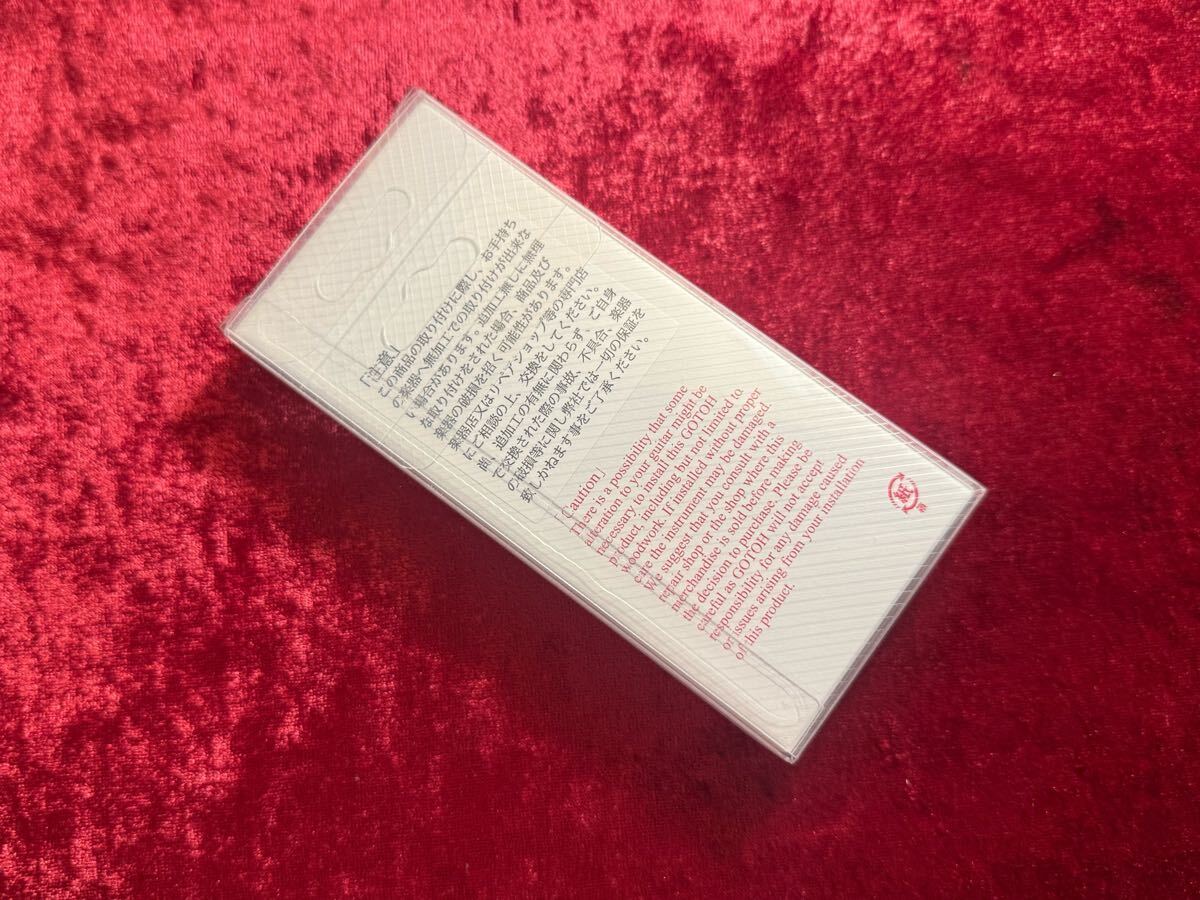 「注意」
この商品の取り付けに際し、お手持ち
の楽器へ無加工での取り付けが出来な
い場合があります。追加工無しに無理
な取り付けをされた場合、商品及び
楽器の破損を招く可能性があります。
楽器店又はリペアショップ等の専門店
にご相談の上、交換をしてください。
尚、追加工の有無に関わらず、ご自身
で交換された際の事故、不具合、楽器
の破損等に関し弊社では一切の保証を
致しかねます事をご了承ください。
「Caution」
There is a possibility that some
alteration to your guitar might be
necessary to install this GOTOH
product, including but not limited to
woodwork. If installed without proper
care the instrument may be damaged.
We suggest that you consult with a
repair shop or the shop where this
merchandise is sold before making
the decision to purchase. Please be
careful as GOTOH will not accept
responsibility for any damage caused
or issues arising from your installation
of this product.
紙